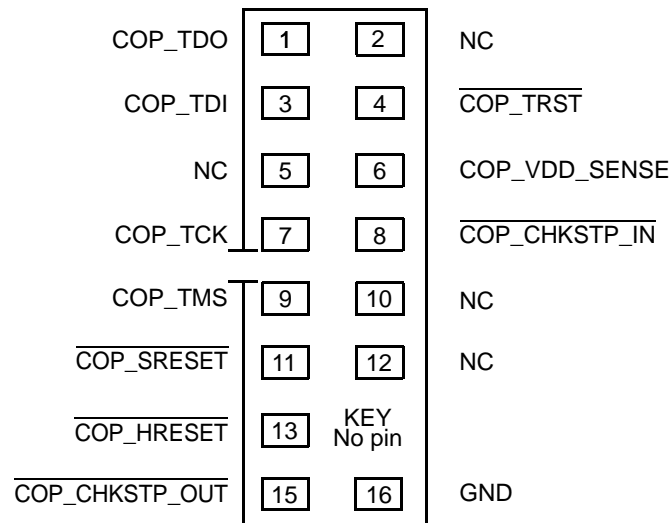 COP_TDO 1 2 NC
COP_TDI 3 4 COP_TRST
NC 5 6 COP_VDD_SENSE
COP_TCK 7 8 COP_CHKSTP_IN
COP_TMS 9 10 NC
COP_SRESET 11 12 NC
COP_HRESET 13 KEY
No pin
COP_CHKSTP_OUT 15 16 GND